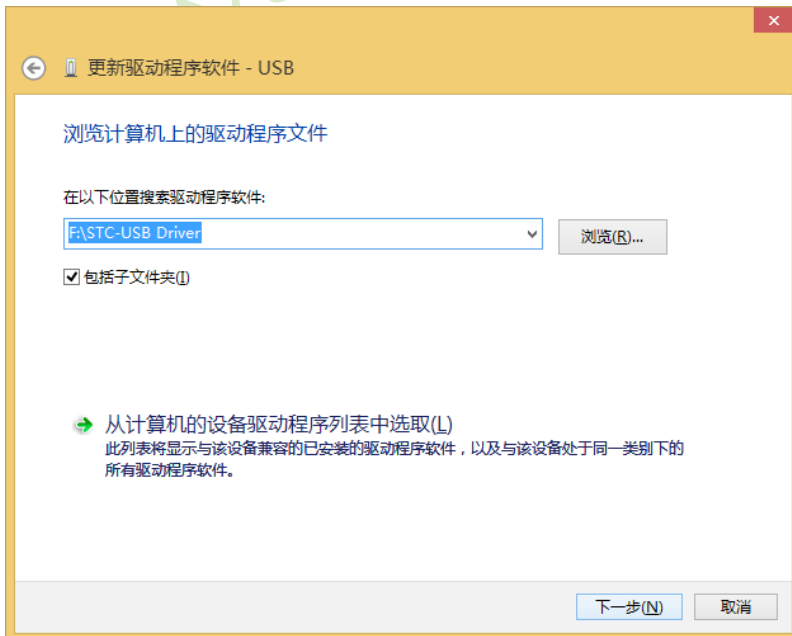 更新驱动程序软件 - USB
浏览计算机上的驱动程序文件
在以下位置搜索驱动程序软件:
F:\STC-USB Driver
浏览(R)...
包括子文件夹(I)
从计算机的设备驱动程序列表中选取(L)
此列表将显示与该设备兼容的已安装的驱动程序软件，以及与该设备处于同一类别下的
所有驱动程序软件。
下一步(N)
取消